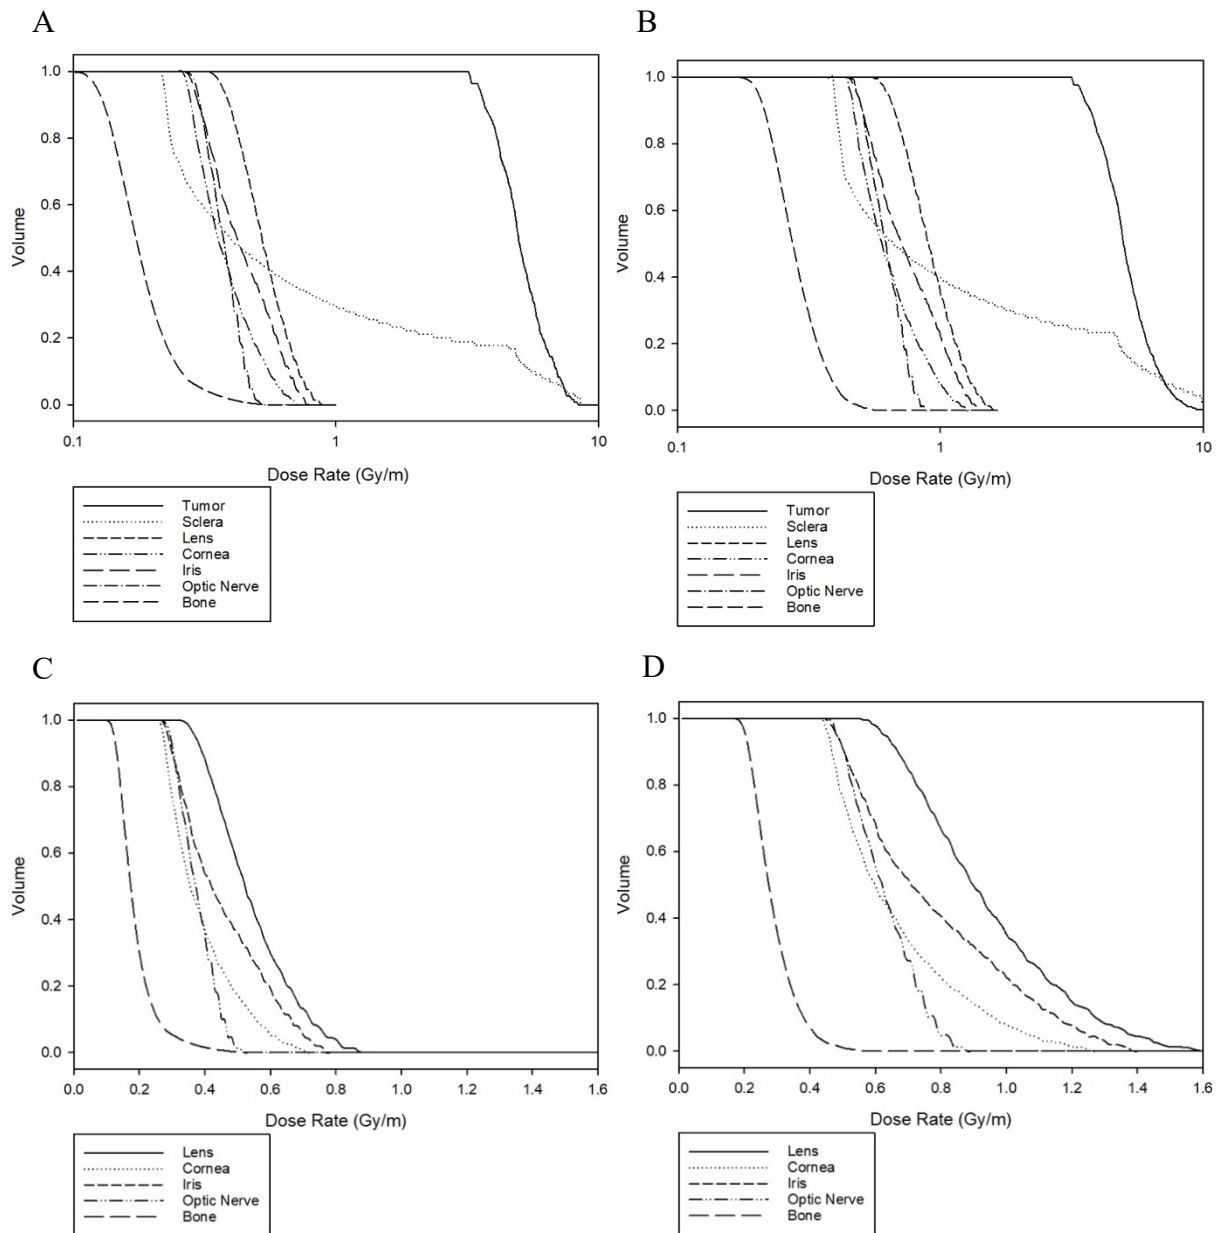 A
Volume
1.0
0.8
0.6
0.4
0.2
0.0
0.1 1 10
Dose Rate (Gy/m)
Tumor
Sclera
Lens
Cornea
Iris
Optic Nerve
Bone
B
Volume
1.0
0.8
0.6
0.4
0.2
0.0
0.1 1 10
Dose Rate (Gy/m)
Tumor
Sclera
Lens
Cornea
Iris
Optic Nerve
Bone
C
Volume
1.0
0.8
0.6
0.4
0.2
0.0
0.0 0.2 0.4 0.6 0.8 1.0 1.2 1.4 1.6
Dose Rate (Gy/m)
Lens
Cornea
Iris
Optic Nerve
Bone
D
Volume
1.0
0.8
0.6
0.4
0.2
0.0
0.0 0.2 0.4 0.6 0.8 1.0 1.2 1.4 1.6
Dose Rate (Gy/m)
Lens
Cornea
Iris
Optic Nerve
Bone